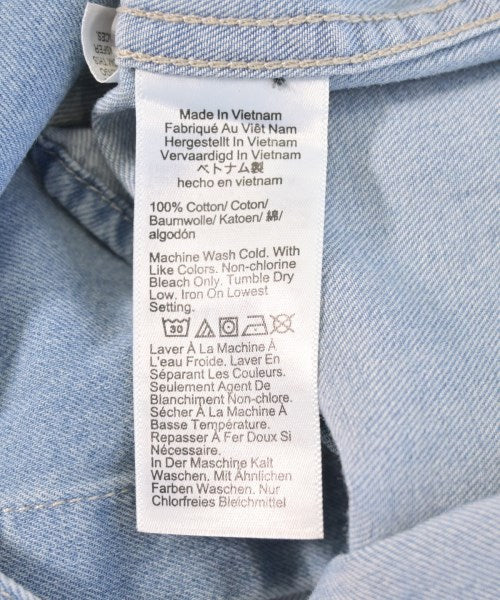 Made In Vietnam
Fabriqué Au Viêt Nam
Hergestellt In Vietnam
Vervaardigd In Vietnam
ベトナム製
hecho en vietnam
100% Cotton/ Coton/
Baumwolle/ Katoen/ 綿/
algodón
Machine Wash Cold. With
Like Colors. Non-chlorine
Bleach Only. Tumble Dry
Low. Iron On Lowest
Setting.
30
Laver À La Machine À
L'eau Froide. Laver En
Séparant Les Couleurs.
Seulement Agent De
Blanchiment Non-chlore.
Sécher À La Machine À
Basse Température.
Repasser À Fer Doux Si
Nécessaire.
In Der Maschine Kalt
Waschen. Mit Ähnlichen
Farben Waschen. Nur
Chlorfreies Bleichmittel